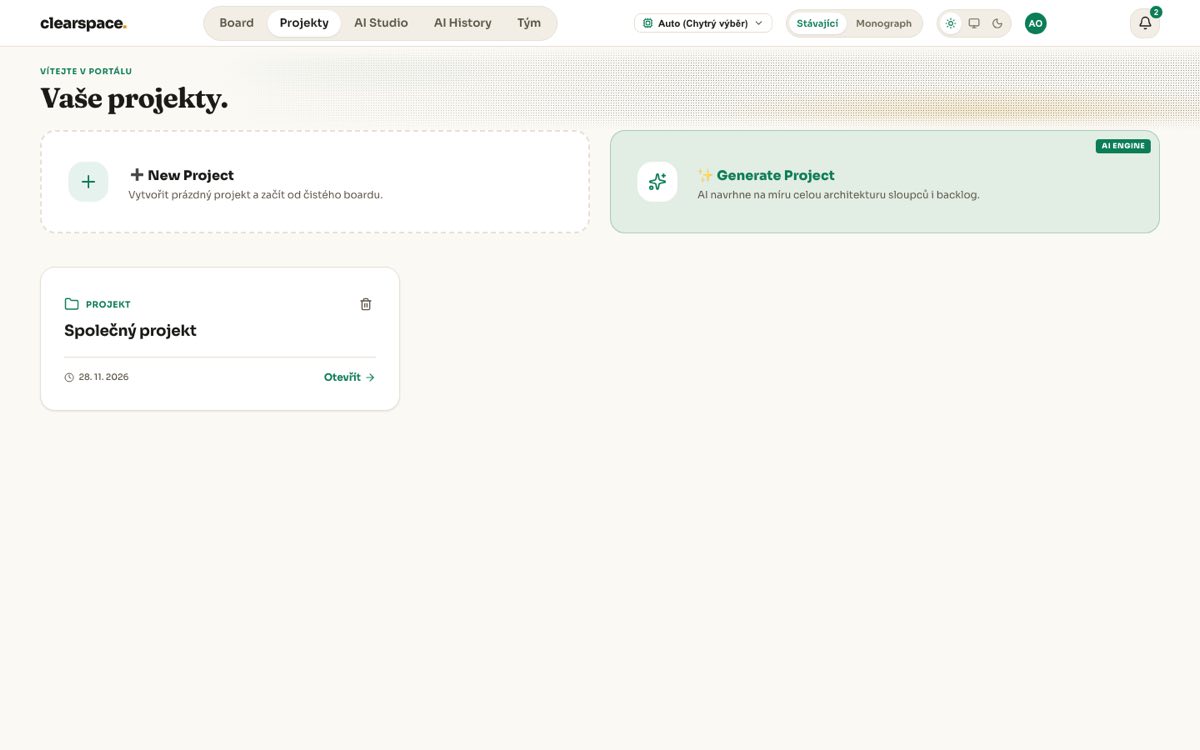 clearspace.
Board
Projekty
AI Studio
AI History
Tým
Auto (Chytrý výběr)
Stávající
Monograph
AO
2
VÍTEJTE V PORTÁLU
Vaše projekty.
➕ New Project
Vytvořit prázdný projekt a začít od čistého boardu.
AI ENGINE
✨ Generate Project
AI navrhne na míru celou architekturu sloupců i backlog.
PROJEKT
Společný projekt
28. 11. 2026
Otevřít →